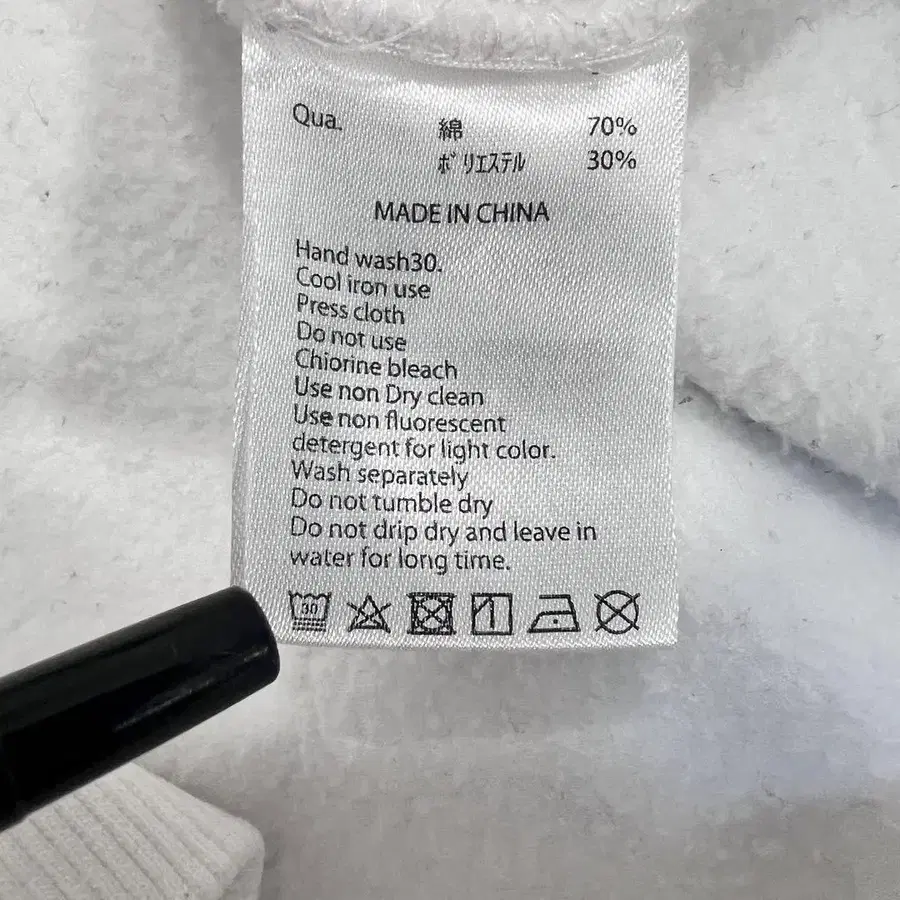 Qua. 綿 70%
ポリエステル 30%
MADE IN CHINA
Hand wash30.
Cool iron use
Press cloth
Do not use
Chiorine bleach
Use non Dry clean
Use non fluorescent
detergent for light color.
Wash separately
Do not tumble dry
Do not drip dry and leave in
water for long time.
30